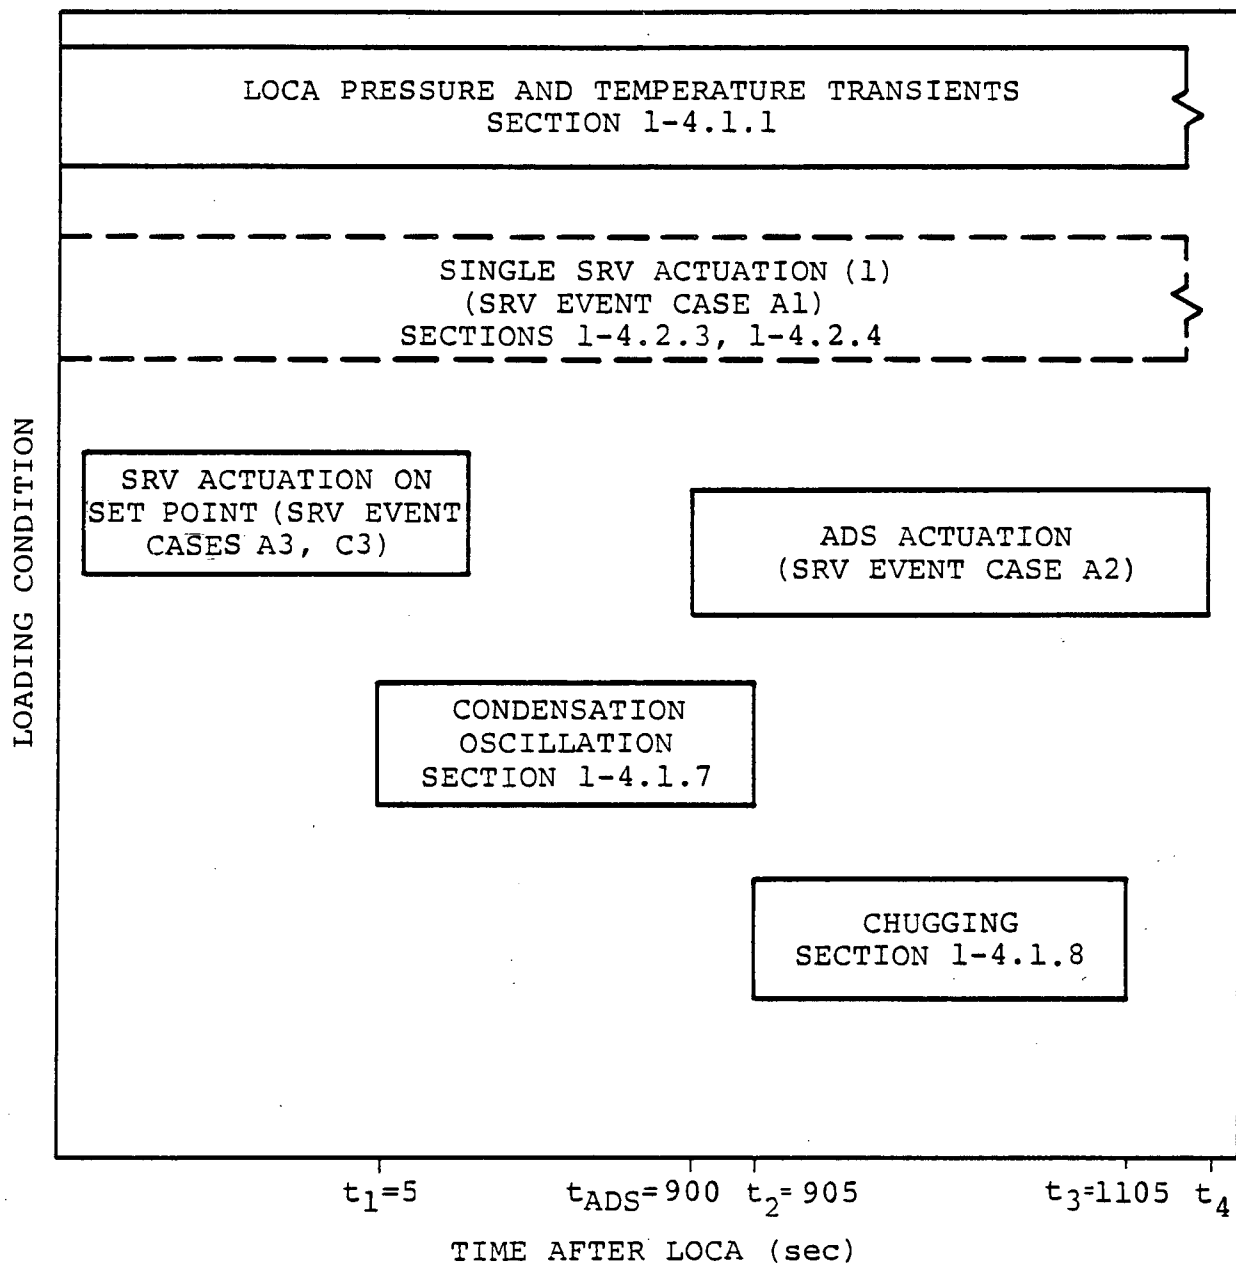 LOCA PRESSURE AND TEMPERATURE TRANSIENTS
SECTION 1-4.1.1
SINGLE SRV ACTUATION (1)
(SRV EVENT CASE A1)
SECTIONS 1-4.2.3, 1-4.2.4
SRV ACTUATION ON
SET POINT (SRV EVENT
CASES A3, C3)
ADS ACTUATION
(SRV EVENT CASE A2)
CONDENSATION
OSCILLATION
SECTION 1-4.1.7
CHUGGING
SECTION 1-4.1.8
LOADING CONDITION
t₁=5
t_ADS=900
t₂=905
t₃=1105
t₄
TIME AFTER LOCA (sec)